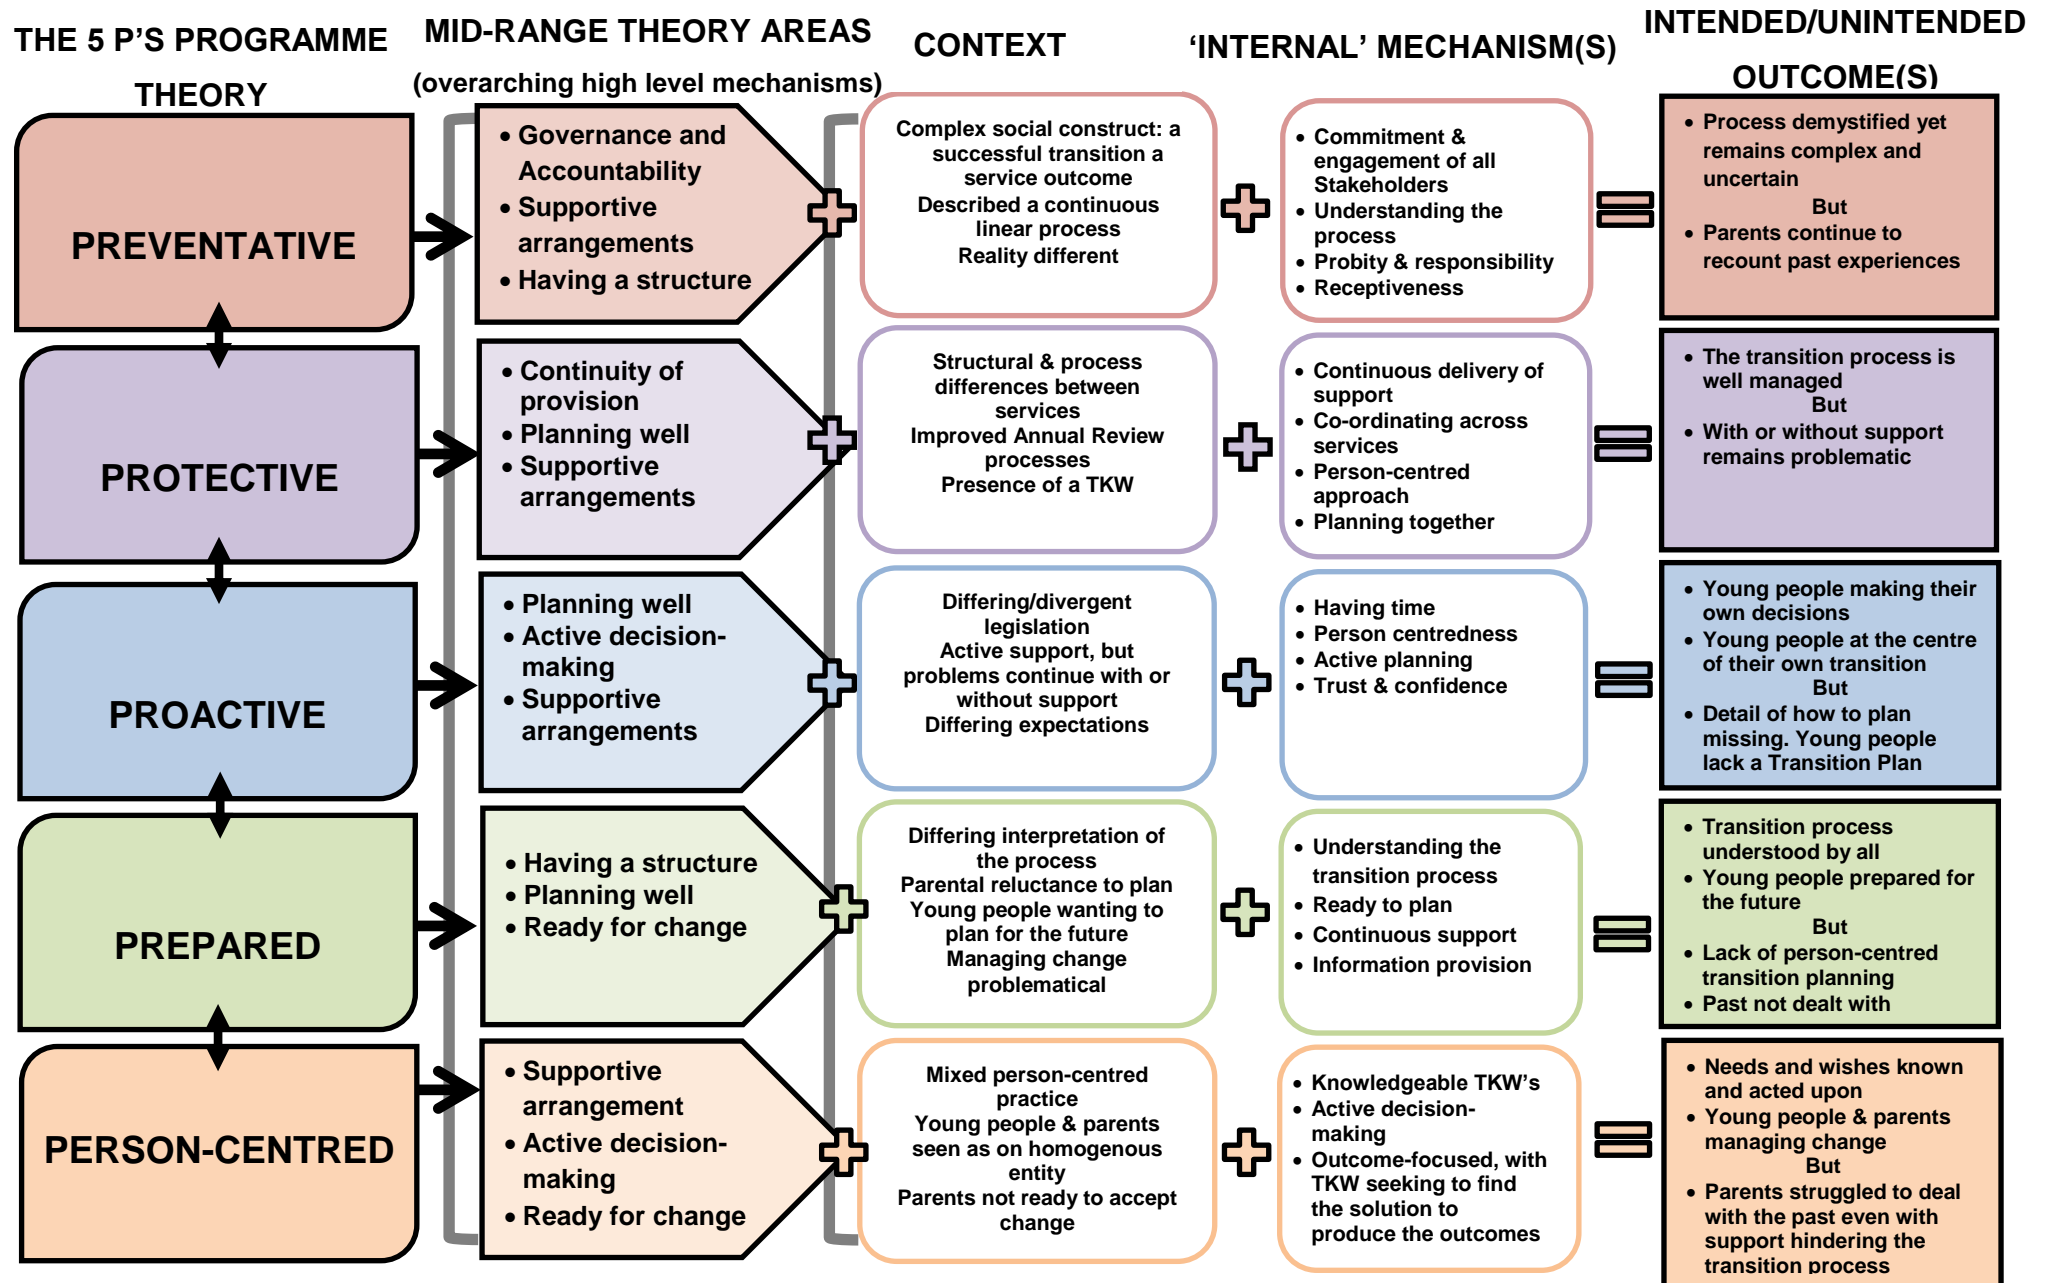 THE 5 P'S PROGRAMME
THEORY
MID-RANGE THEORY AREAS
(overarching high level mechanisms)
CONTEXT
‘INTERNAL’ MECHANISM(S)
INTENDED/UNINTENDED
OUTCOME(S)
PREVENTATIVE
• Governance and
Accountability
• Supportive
arrangements
• Having a structure
Complex social construct: a
successful transition a
service outcome
Described a continuous
linear process
Reality different
• Commitment &
engagement of all
Stakeholders
• Understanding the
process
• Probity & responsibility
• Receptiveness
• Process demystified yet
remains complex and
uncertain
But
• Parents continue to
recount past experiences
PROTECTIVE
• Continuity of
provision
• Planning well
• Supportive
arrangements
Structural & process
differences between
services
Improved Annual Review
processes
Presence of a TKW
• Continuous delivery of
support
• Co-ordinating across
services
• Person-centred
approach
• Planning together
• The transition process is
well managed
But
• With or without support
remains problematic
PROACTIVE
• Planning well
• Active decision-
making
• Supportive
arrangements
Differing/divergent
legislation
Active support, but
problems continue with or
without support
Differing expectations
• Having time
• Person centredness
• Active planning
• Trust & confidence
• Young people making their
own decisions
• Young people at the centre
of their own transition
But
• Detail of how to plan
missing. Young people
lack a Transition Plan
PREPARED
• Having a structure
• Planning well
• Ready for change
Differing interpretation of
the process
Parental reluctance to plan
Young people wanting to
plan for the future
Managing change
problematical
• Understanding the
transition process
• Ready to plan
• Continuous support
• Information provision
• Transition process
understood by all
• Young people prepared for
the future
But
• Lack of person-centred
transition planning
• Past not dealt with
PERSON-CENTRED
• Supportive
arrangement
• Active decision-
making
• Ready for change
Mixed person-centred
practice
Young people & parents
seen as on homogenous
entity
Parents not ready to accept
change
• Knowledgeable TKW's
• Active decision-
making
• Outcome-focused, with
TKW seeking to find
the solution to
produce the outcomes
• Needs and wishes known
and acted upon
• Young people & parents
managing change
But
• Parents struggled to deal
with the past even with
support hindering the
transition process